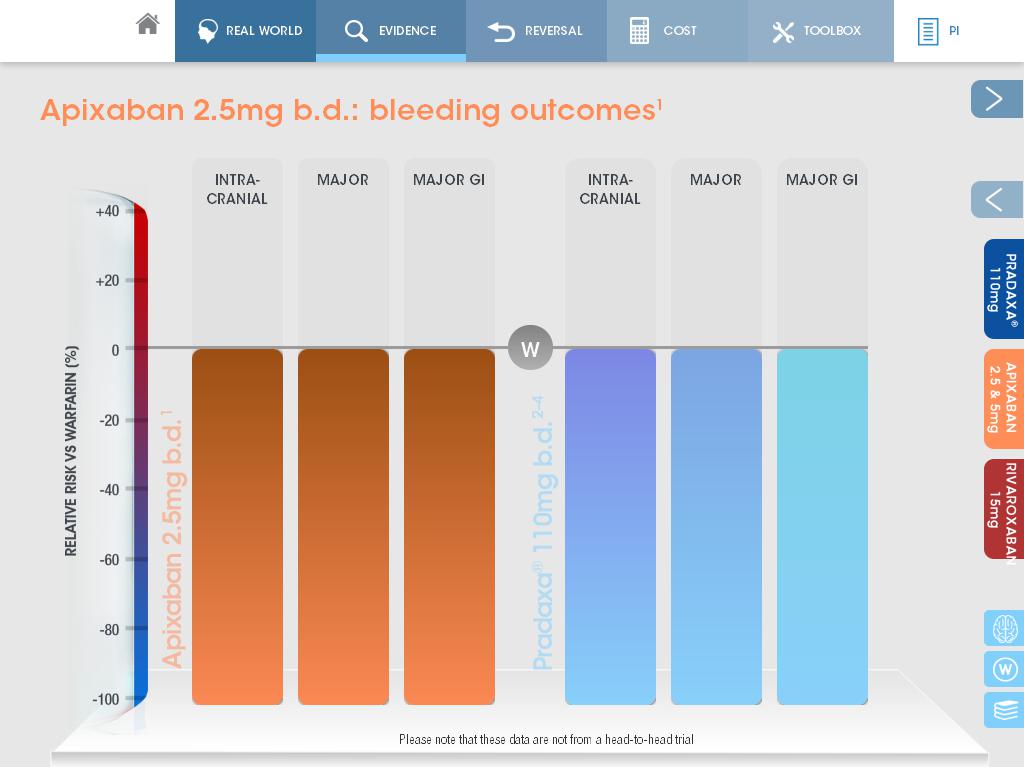 REAL WORLD
EVIDENCE
REVERSAL
COST
TOOLBOX
PI
Apixaban 2.5mg b.d.: bleeding outcomes¹
INTRA-
CRANIAL
MAJOR
MAJOR GI
INTRA-
CRANIAL
MAJOR
MAJOR GI
RELATIVE RISK VS WARFARIN (%)
+40
+20
0
-20
-40
-60
-80
-100
Apixaban 2.5mg b.d.¹
W
Pradaxa® 110mg b.d.²⁻⁴
PRADAXA®
110mg
APIXABAN
2.5 & 5mg
RIVAROXABAN
15mg
W
Please note that these data are not from a head-to-head trial